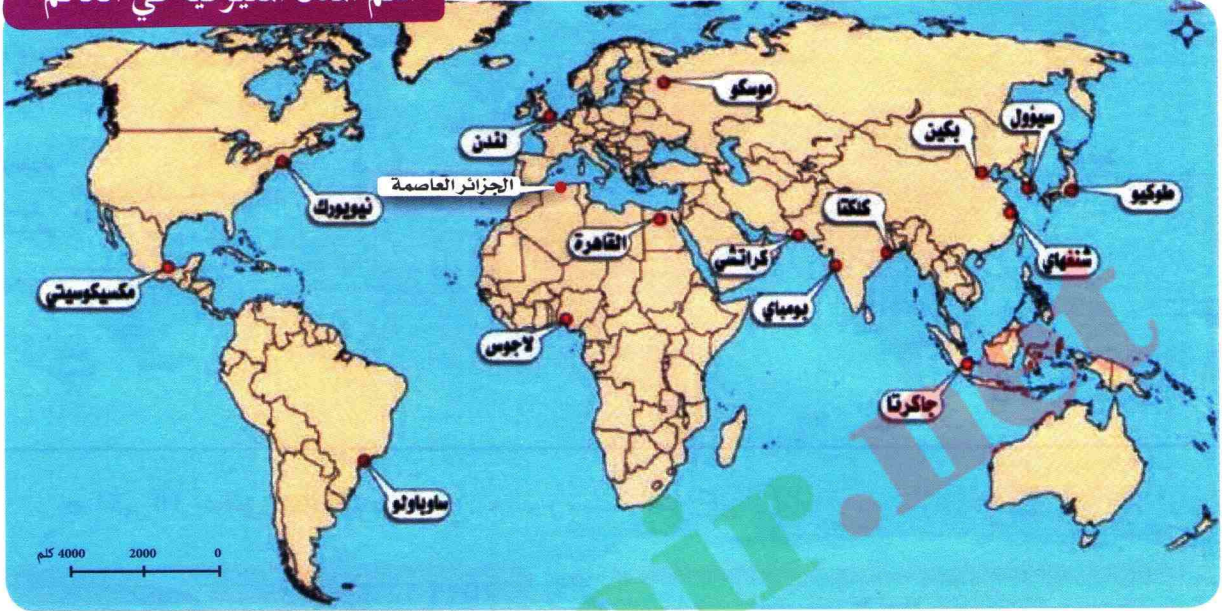 موسكو
سيؤول
بكين
لندن
طوكيو
الجزائر العاصمة
كلكتا
نيويورك
القاهرة
كراتشي
شنغهاي
مكسيكوسيتي
بومباي
لاجوس
جاكرتا
ساوباولو
0 2000 4000 كلم